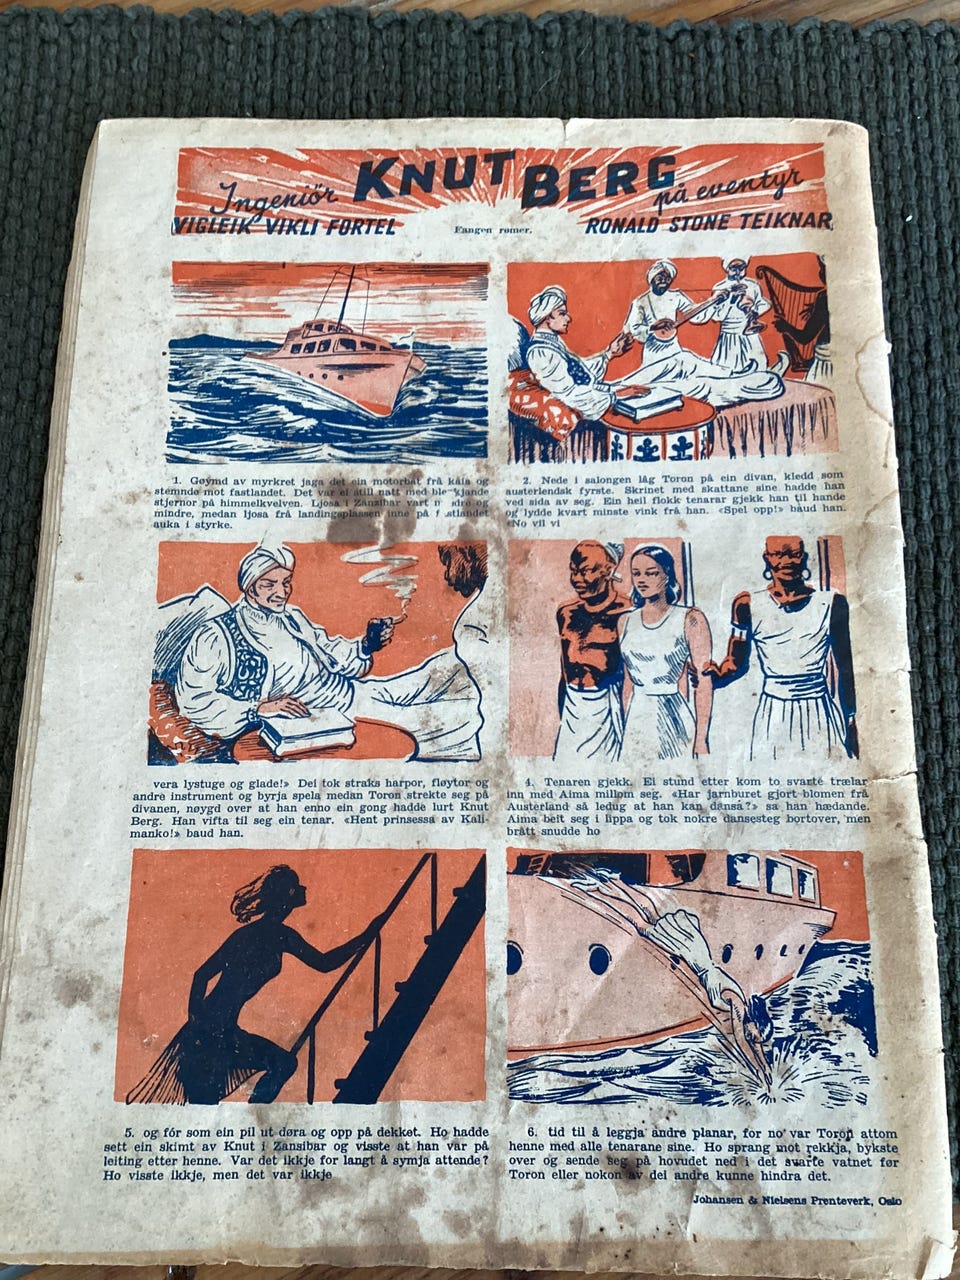 Ingeniör KNUT BERG på eventyr
VIGLEIK VIKLI FORTEL
Fangen rømer.
RONALD STONE TEIKNAR
1. Gøymd av myrkret jaga det ein motorbåt frå kaia og
stemnde mot fastlandet. Det var ei still natt med
stjernor på himmelkvelven. Ljosa i Zanzibar vart
mindre, medan ljosa frå landingsplassen inne på
auka i styrke.
2. Nede i salongen låg Toron på ein divan, kledd som
austerlendsk fyrste. Skrinet med skattane sine hadde han
ved sida av seg. Ein heil flokk tenarar gjekk han til hande
og lydde kvart minste vink frå han. «Spel opp!» baud han.
«No vil vi
vera lystuge og glade!» Dei tok straks harpor, fløytor og
andre instrument og byrja spela medan Toron strekte seg på
divanen, nøygd over at han enno ein gong hadde lurt Knut
Berg. Han vifta til seg ein tenar. «Hent prinsessa av Kali-
manko!» baud han.
4. Tenaren gjekk. Ei stund etter kom to svarte trælar
inn med Aima millom seg. «Har jarnburet gjort blomen frå
Austerland så ledug at han kan dansa?» sa han hædande.
Aima beit seg i lippa og tok nokre dansesteg bortover, men
brått snudde ho
5. og fór som ein pil ut døra og opp på dekket. Ho hadde
sett ein skimt av Knut i Zansibar og visste at han var på
leiting etter henne. Var det ikkje for langt å symja attende?
Ho visste ikkje, men det var ikkje
6. tid til å leggja andre planar, for no var Toron attom
henne med alle tenarane sine. Ho sprang mot rekkja, bykste
over og sende seg på hovudet ned i det svarte vatnet før
Toron eller nokon av dei andre kunne hindra det.
Johansen & Nielsens Prenteverk, Oslo